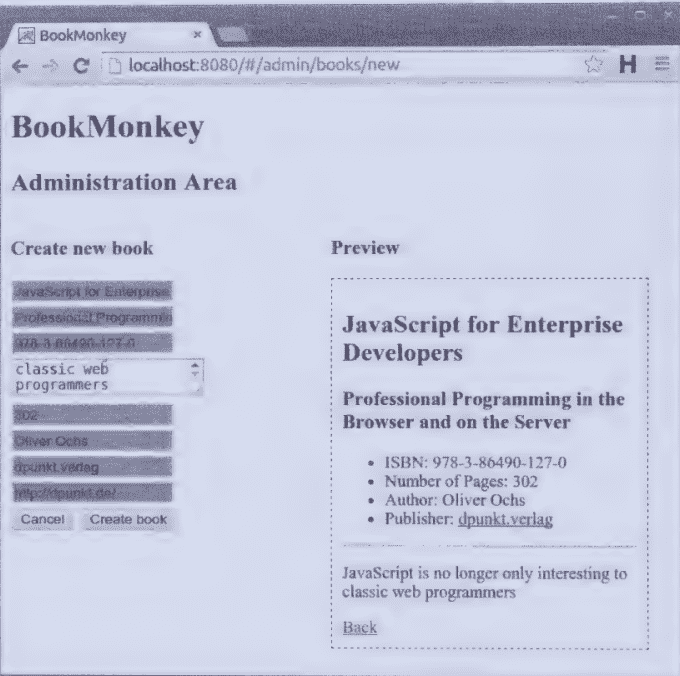 BookMonkey
localhost:8080/#/admin/books/new
H
BookMonkey
Administration Area
Create new book
JavaScript for Enterprise
Professional Programmin
978-3-86490-127-0
classic web
programmers
302
Oliver Ochs
dpunkt.verlag
http://dpunkt.de/
Cancel Create book
Preview
JavaScript for Enterprise
Developers
Professional Programming in the
Browser and on the Server
• ISBN: 978-3-86490-127-0
• Number of Pages: 302
• Author: Oliver Ochs
• Publisher: dpunkt.verlag
JavaScript is no longer only interesting to
classic web programmers
Back